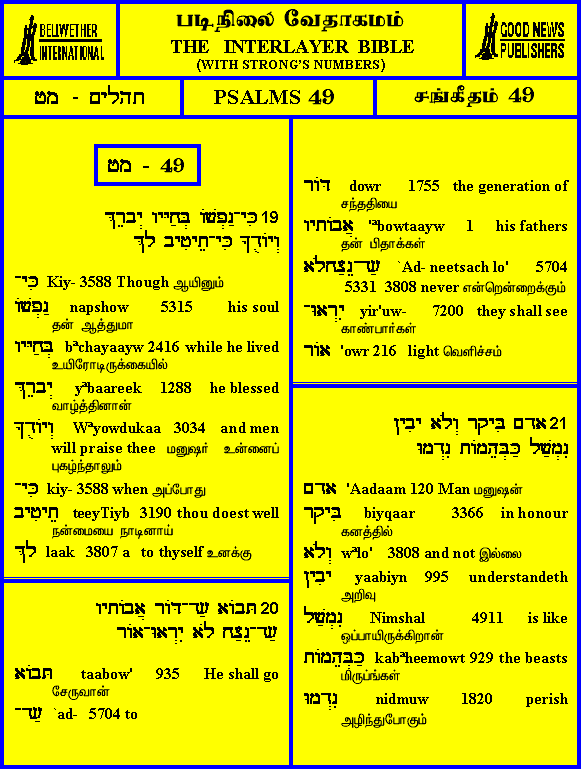 BELLWETHER
INTERNATIONAL
படிநிலை வேதாகமம்
THE INTERLAYER BIBLE
(WITH STRONG'S NUMBERS)
GOOD NEWS
PUBLISHERS
תהלים - מט
PSALMS 49
சங்கீதம் 49
מט - 49
19 כִּי־נַפְשׁוֹ בְּחַיָּיו יְבָרֵךְ
וְיוֹדֻךָ כִּי־תֵיטִיב לָךְ
כִּי־ Kiy- 3588 Though ஆயினும்
נַפְשׁוֹ napshow 5315 his soul
தன் ஆத்துமா
בְּחַיָּיו bªchayaayw 2416 while he lived
உயிரோடிருக்கையில்
יְבָרֵךְ yªbaareek 1288 he blessed
வாழ்த்தினான்
וְיוֹדֻךָ Wªyowdukaa 3034 and men
will praise thee மனுஷர் உன்னைப்
புகழ்ந்தாலும்
כִּי־ kiy- 3588 when அப்போது
תֵיטִיב teeyTiyb 3190 thou doest well
நன்மையை நாடினாய்
לָךְ laak 3807 a to thyself உனக்கு
20 תָּבוֹא עַד־דּוֹר אֲבוֹתָיו
עַד־נֵצַח לֹא יִרְאוּ־אוֹר
תָּבוֹא taabow' 935 He shall go
சேருவான்
עַד־ `ad- 5704 to
דּוֹר dowr 1755 the generation of
சந்ததியை
אֲבוֹתָיו 'ªbowtaayw 1 his fathers
தன் பிதாக்கள்
עַד־נֵצַחלֹא `Ad- neetsach lo' 5704
5331 3808 never என்றென்றைக்கும்
יִרְאוּ־ yir'uw- 7200 they shall see
காண்பார்கள்
אוֹר 'owr 216 light வெளிச்சம்
21 אָדָם בִּיקָר וְלֹא יָבִין
נִמְשַׁל כַּבְּהֵמוֹת נִדְמוּ
אָדָם 'Aadaam 120 Man மனுஷன்
בִּיקָר biyqaar 3366 in honour
கனத்தில்
וְלֹא wªlo' 3808 and not இல்லை
יָבִין yaabiyn 995 understandeth
அறிவு
נִמְשַׁל Nimshal 4911 is like
ஒப்பாயிருக்கிறான்
כַּבְּהֵמוֹת kabªheemowt 929 the beasts
மிருப்ங்கள்
נִדְמוּ nidmuw 1820 perish
அழிந்துபோகும்